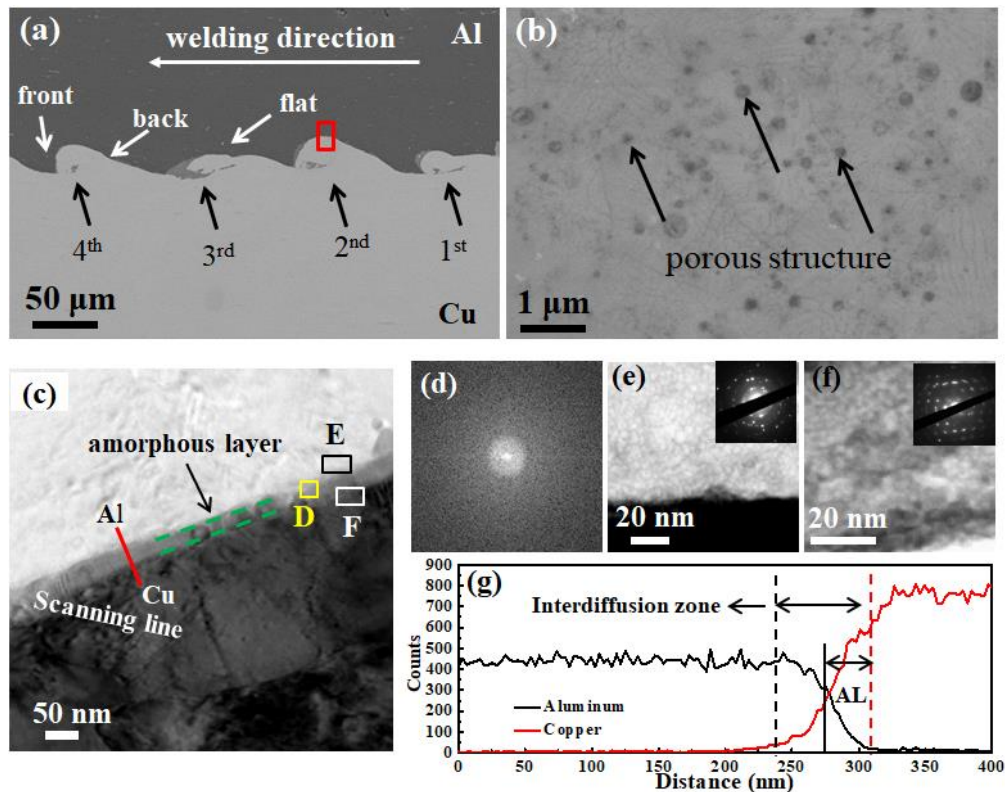 (a)
Al
welding direction
front
back
flat
4th
3rd
2nd
1st
50 μm
Cu
(b)
porous structure
1 μm
(c)
amorphous layer
E
D
F
Al
Cu
Scanning line
50 nm
(d)
(e)
20 nm
(f)
20 nm
(g)
900
800
700
600
500
400
300
200
100
0
Counts
Interdiffusion zone
AL
Aluminum
Copper
0 50 100 150 200 250 300 350 400
Distance (nm)